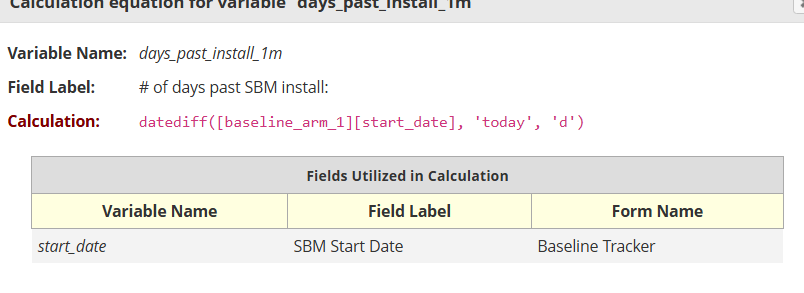 Calculation equation for variable "days_past_install_1m"
Variable Name: days_past_install_1m
Field Label: # of days past SBM install:
Calculation: datediff([baseline_arm_1][start_date], 'today', 'd')
Fields Utilized in Calculation
Variable Name Field Label Form Name
start_date SBM Start Date Baseline Tracker